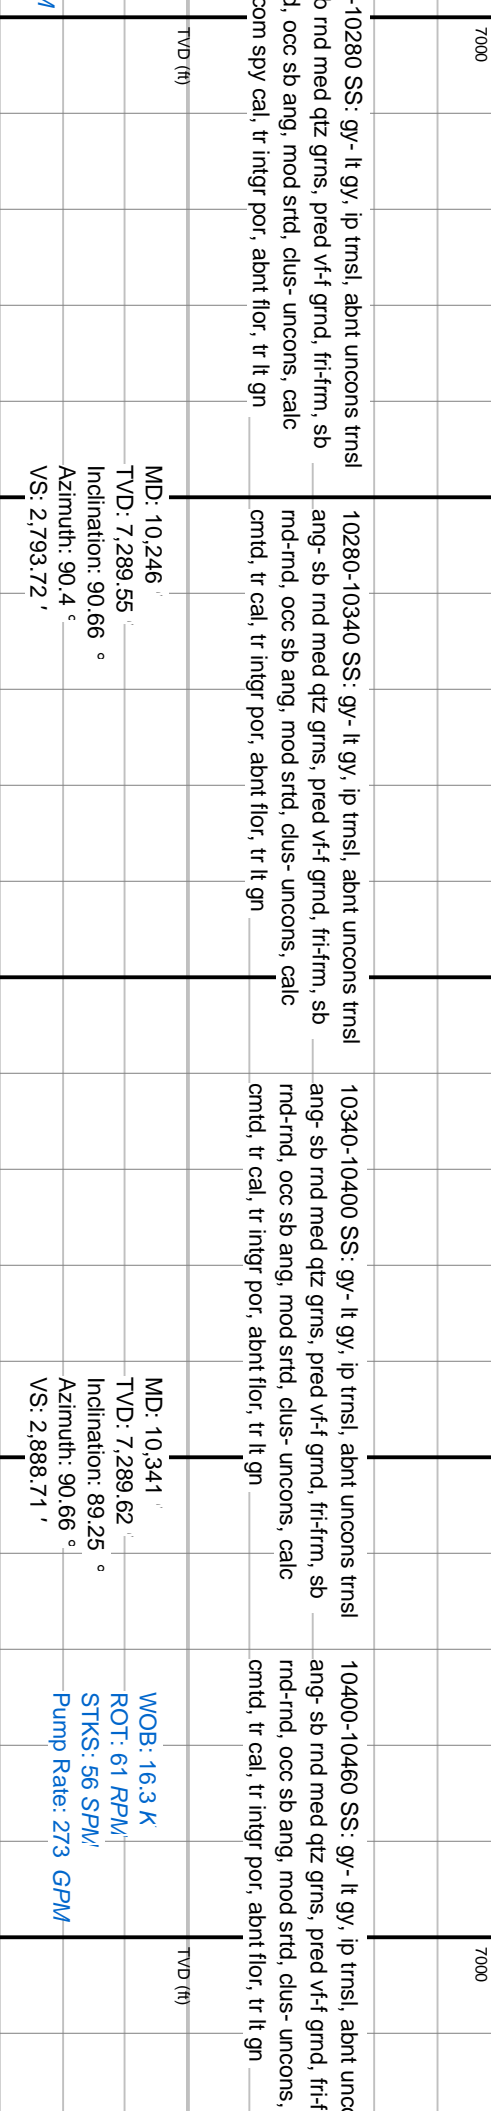 7000
TVD (ft)
-10280 SS: gy- lt gy, ip trnsl, abnt uncons trnsl
b rnd med qtz grns, pred vf-f grnd, fri-frm, sb
d, occ sb ang, mod srtd, clus- uncons, calc
com spy cal, tr intgr por, abnt flor, tr lt gn
MD: 10,246 '
TVD: 7,289.55 '
Inclination: 90.66 °
Azimuth: 90.4 °
VS: 2,793.72 '
10280-10340 SS: gy- lt gy, ip trnsl, abnt uncons trnsl
ang- sb rnd med qtz grns, pred vf-f grnd, fri-frm, sb
rnd-rnd, occ sb ang, mod srtd, clus- uncons, calc
cmtd, tr cal, tr intgr por, abnt flor, tr lt gn
10340-10400 SS: gy- lt gy, ip trnsl, abnt uncons trnsl
ang- sb rnd med qtz grns, pred vf-f grnd, fri-frm, sb
rnd-rnd, occ sb ang, mod srtd, clus- uncons, calc
cmtd, tr cal, tr intgr por, abnt flor, tr lt gn
MD: 10,341 '
TVD: 7,289.62 '
Inclination: 89.25 °
Azimuth: 90.66 °
VS: 2,888.71 '
10400-10460 SS: gy- lt gy, ip trnsl, abnt unco
ang- sb rnd med qtz grns, pred vf-f grnd, fri-f
rnd-rnd, occ sb ang, mod srtd, clus- uncons,
cmtd, tr cal, tr intgr por, abnt flor, tr lt gn
WOB: 16.3 K
ROT: 61 RPM
STKS: 56 SPM
Pump Rate: 273 GPM
7000
TVD (ft)